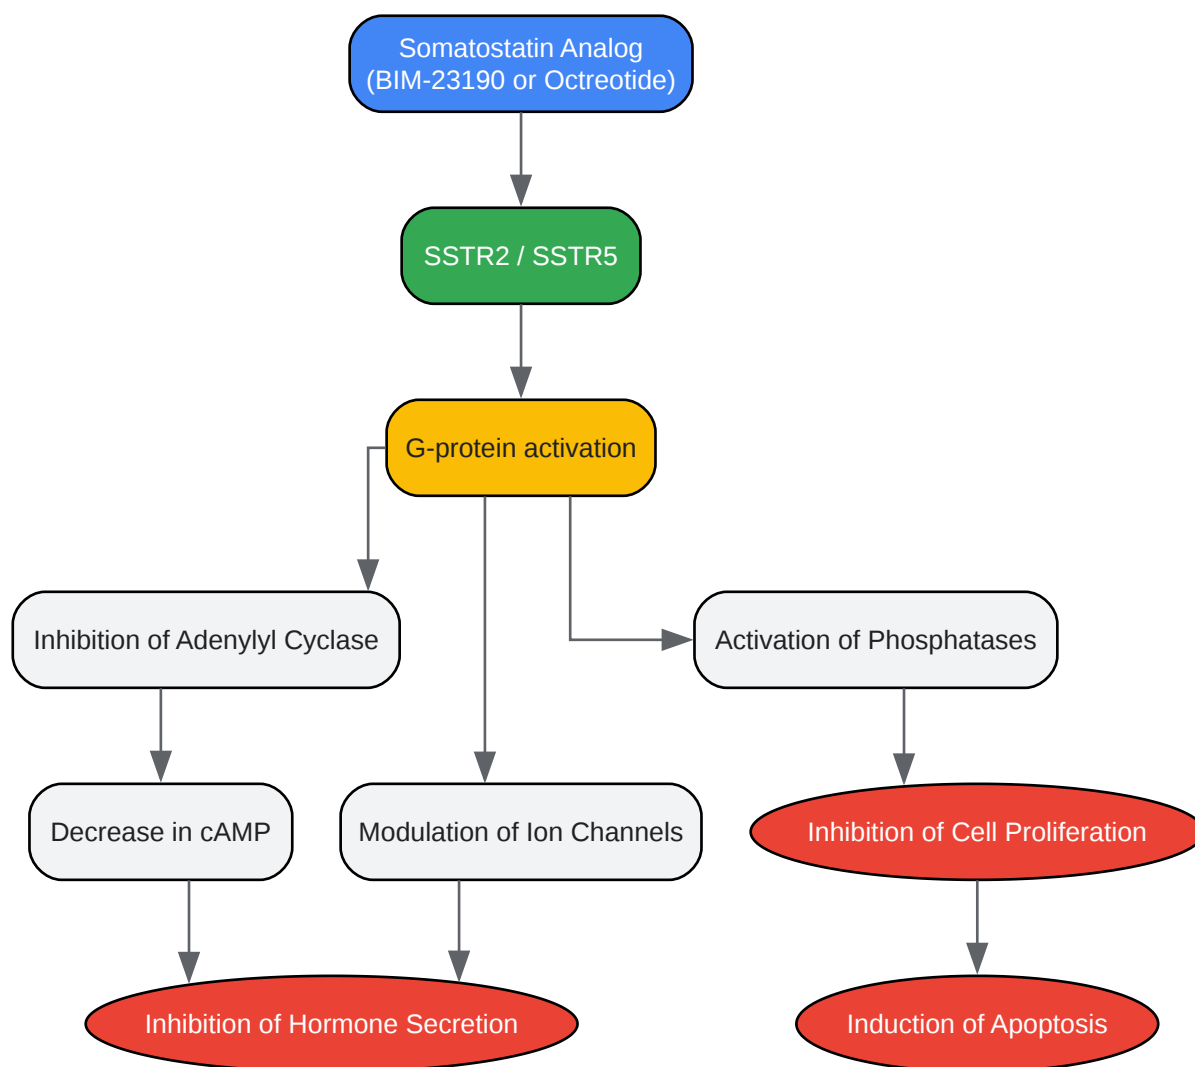 Somatostatin Analog
(BIM-23190 or Octreotide)
SSTR2 / SSTR5
G-protein activation
Inhibition of Adenylyl Cyclase
Activation of Phosphatases
Decrease in cAMP
Modulation of Ion Channels
Inhibition of Cell Proliferation
Inhibition of Hormone Secretion
Induction of Apoptosis